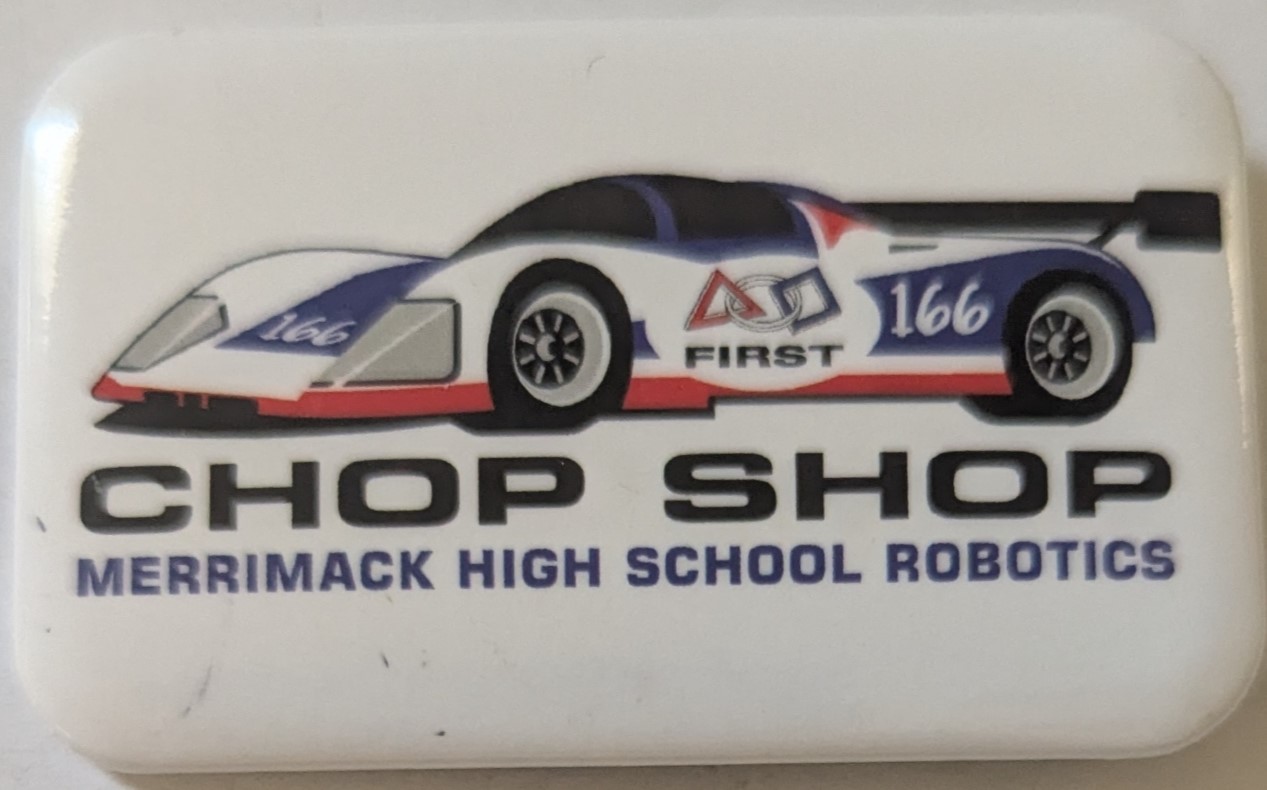 166
FIRST
166
CHOP SHOP
MERRIMACK HIGH SCHOOL ROBOTICS